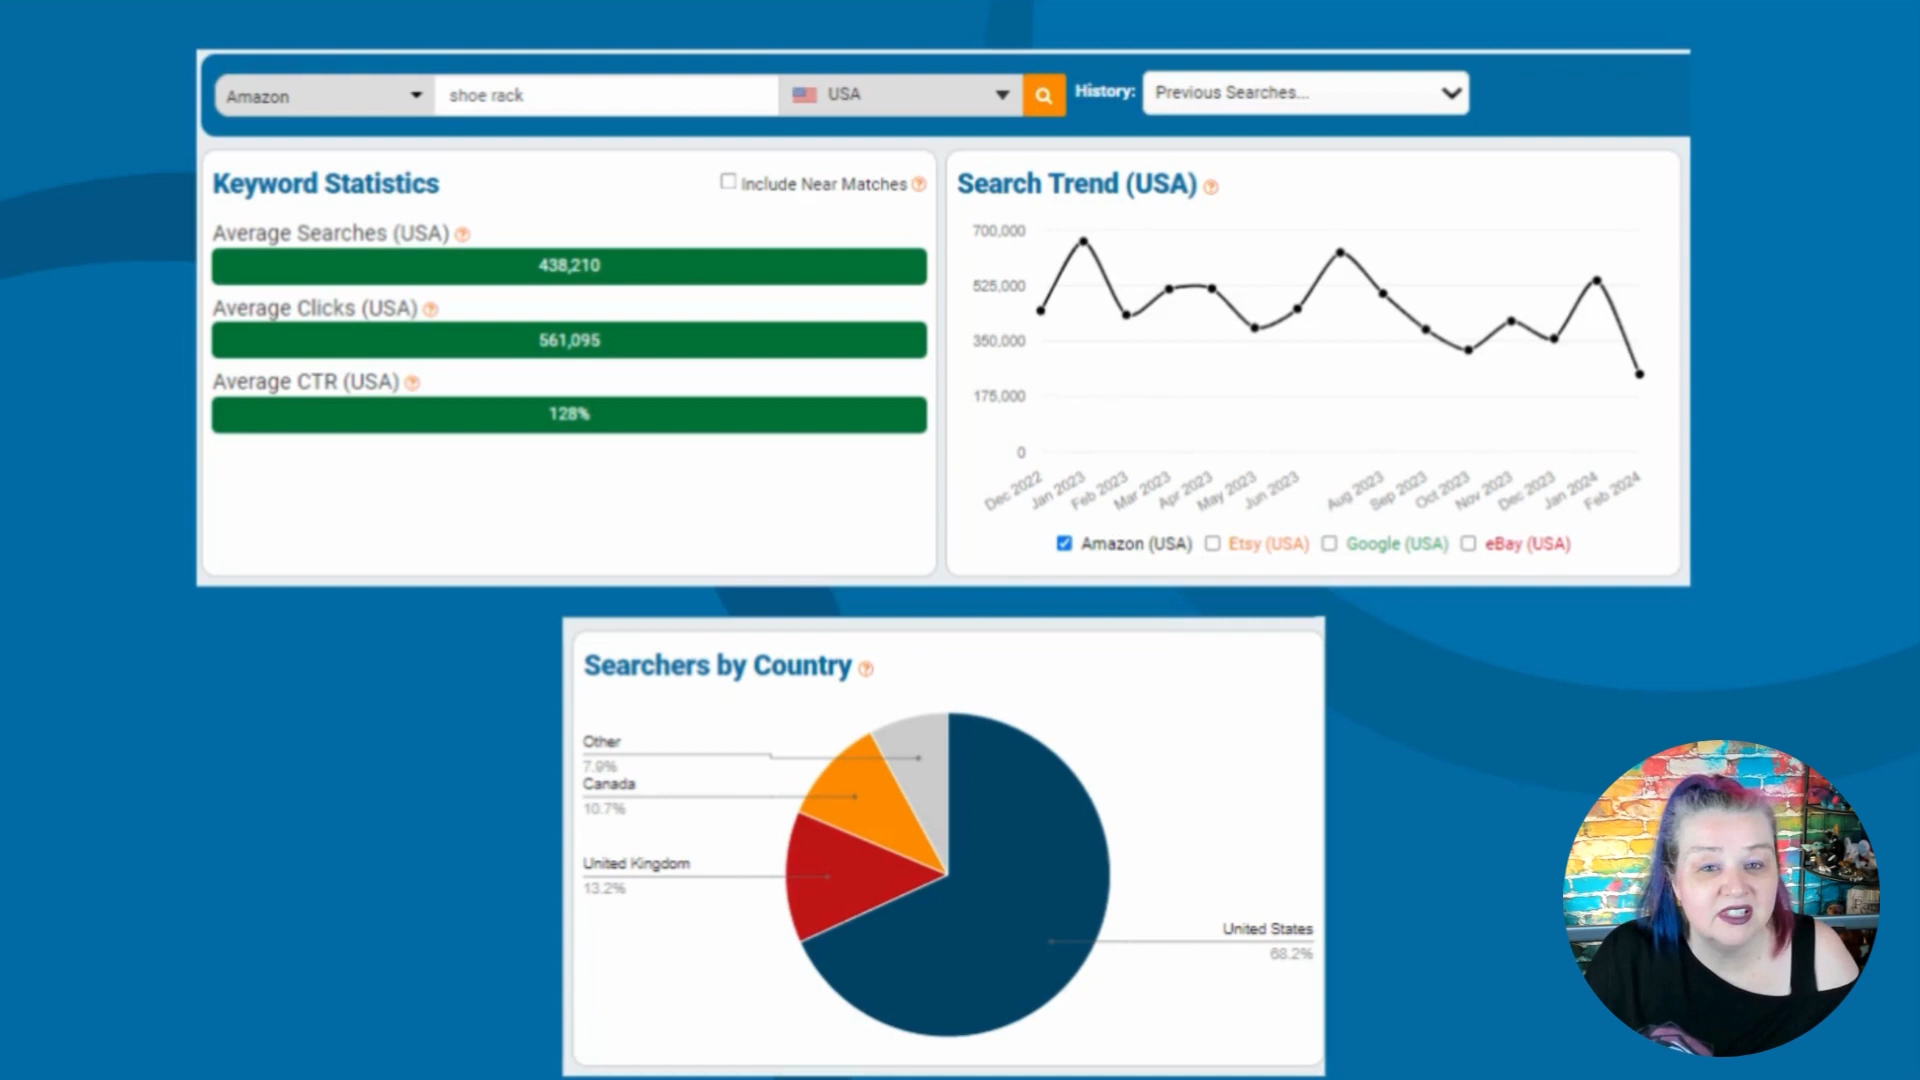 Amazon
shoe rack
USA
History:
Previous Searches...
Keyword Statistics
Include Near Matches
Average Searches (USA)
438,210
Average Clicks (USA)
561,095
Average CTR (USA)
128%
Search Trend (USA)
700,000
525,000
350,000
175,000
0
Dec 2022
Jan 2023
Feb 2023
Mar 2023
Apr 2023
May 2023
Jun 2023
Aug 2023
Sep 2023
Oct 2023
Nov 2023
Dec 2023
Jan 2024
Feb 2024
Amazon (USA)
Etsy (USA)
Google (USA)
eBay (USA)
Searchers by Country
Other
7.9%
Canada
10.7%
United Kingdom
13.2%
United States
68.2%